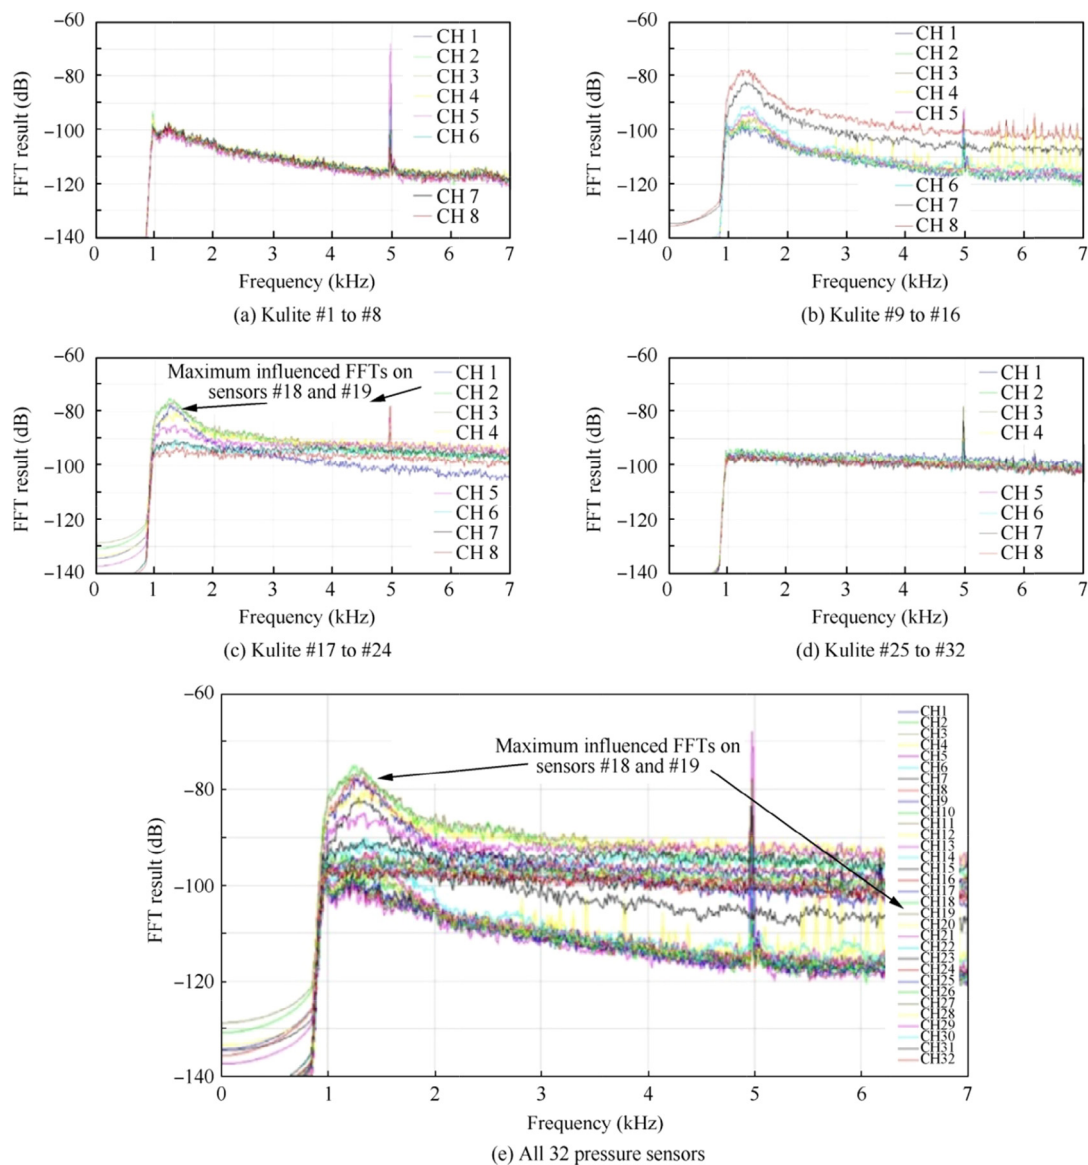 −60
−80
−100
−120
−140
FFT result (dB)
CH 1
CH 2
CH 3
CH 4
CH 5
CH 6
CH 7
CH 8
0 1 2 3 4 5 6 7
Frequency (kHz)
(a) Kulite #1 to #8
−60
−80
−100
−120
−140
FFT result (dB)
CH 1
CH 2
CH 3
CH 4
CH 5
CH 6
CH 7
CH 8
0 1 2 3 4 5 6 7
Frequency (kHz)
(b) Kulite #9 to #16
−60
−80
−100
−120
−140
FFT result (dB)
Maximum influenced FFTs on
sensors #18 and #19
CH 1
CH 2
CH 3
CH 4
CH 5
CH 6
CH 7
CH 8
0 1 2 3 4 5 6 7
Frequency (kHz)
(c) Kulite #17 to #24
−60
−80
−100
−120
−140
FFT result (dB)
CH 1
CH 2
CH 3
CH 4
CH 5
CH 6
CH 7
CH 8
0 1 2 3 4 5 6 7
Frequency (kHz)
(d) Kulite #25 to #32
−60
−80
−100
−120
−140
FFT result (dB)
Maximum influenced FFTs on
sensors #18 and #19
CH1
CH2
CH3
CH4
CH5
CH6
CH7
CH8
CH9
CH10
CH11
CH12
CH13
CH14
CH15
CH16
CH17
CH18
CH19
CH20
CH21
CH22
CH23
CH24
CH25
CH26
CH27
CH28
CH29
CH30
CH31
CH32
0 1 2 3 4 5 6 7
Frequency (kHz)
(e) All 32 pressure sensors